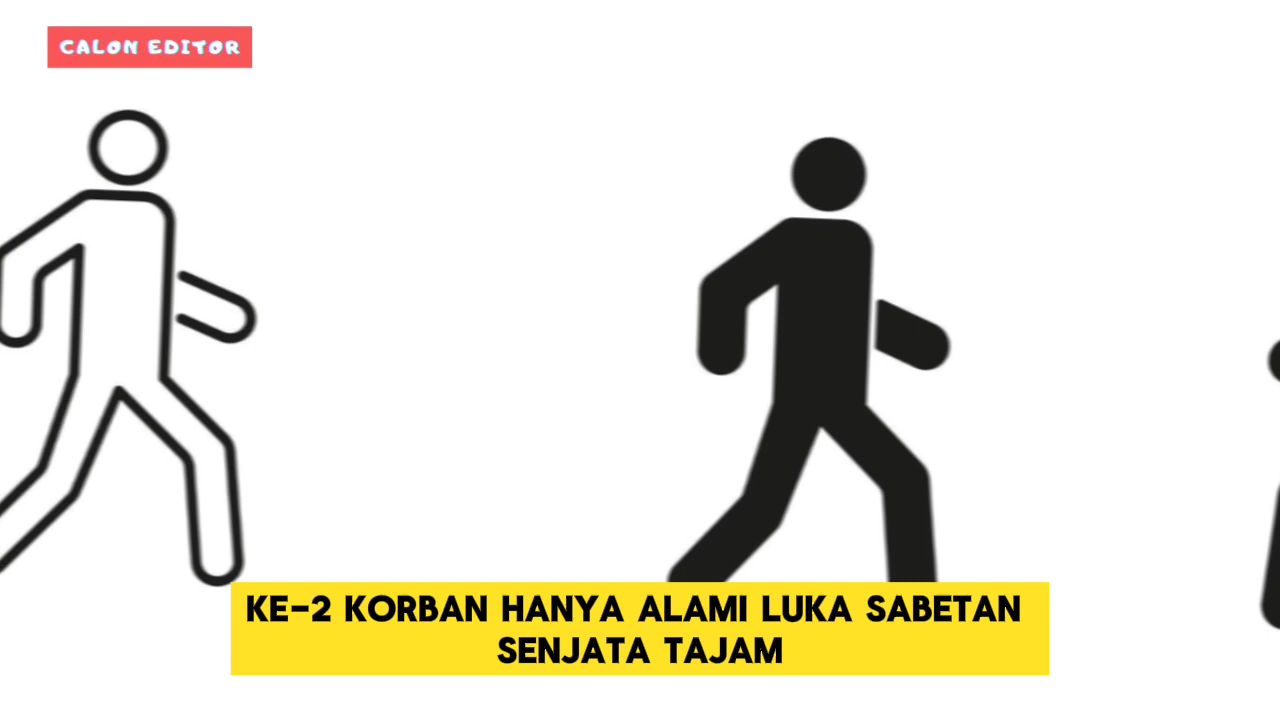 CALON EDITOR
KE-2 KORBAN HANYA ALAMI LUKA SABETAN
SENJATA TAJAM